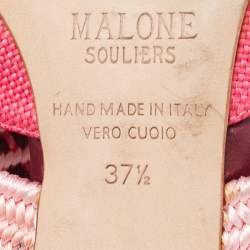 MALONE
SOULIERS
HAND MADE IN ITALY
VERO CUOIO
37½